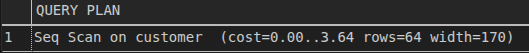 QUERY PLAN
1 Seq Scan on customer  (cost=0.00..3.64 rows=64 width=170)